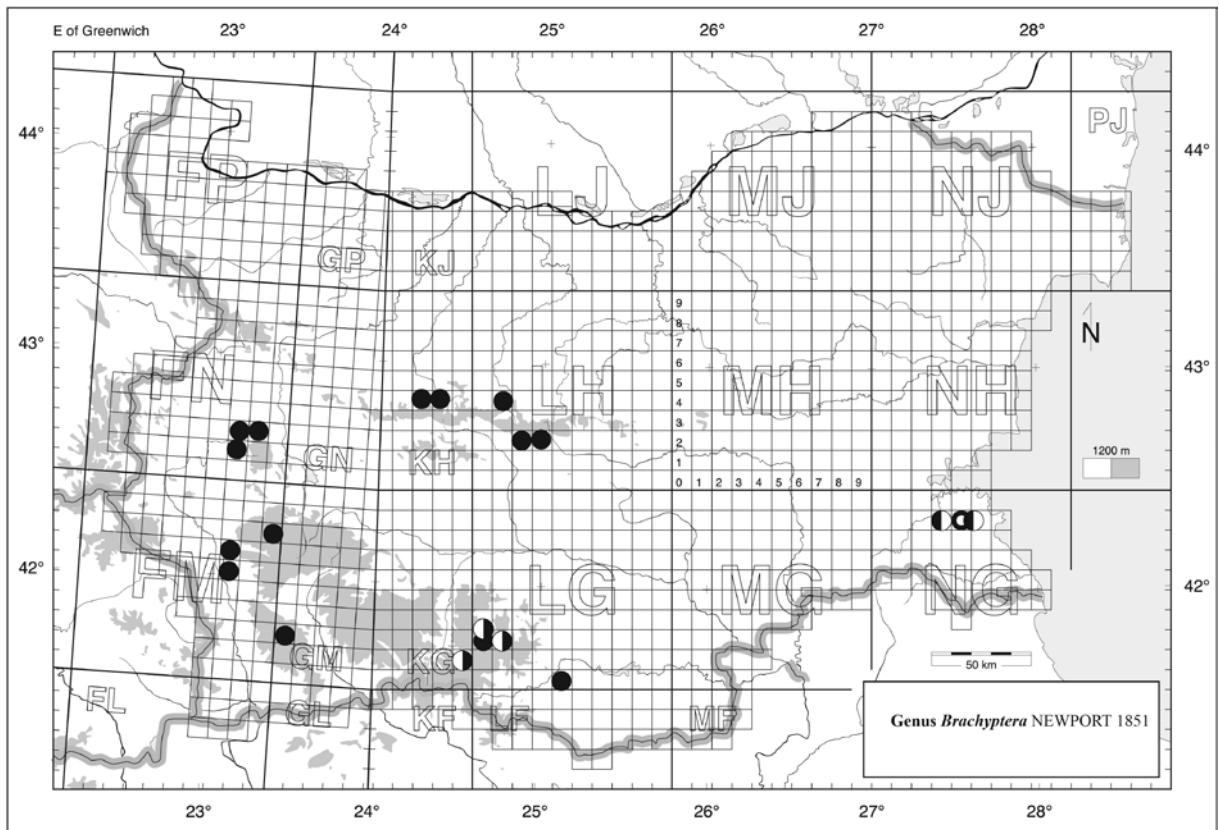 E of Greenwich 23° 24° 25° 26° 27° 28°
44° 44°
PJ
FP LJ MJ NJ
GP KJ
9
8
43° 7 N 43°
6
FN 5
LH 4 MH NH
3
2
GN KH 1 1200 m
0 1 2 3 4 5 6 7 8 9
42° 42°
FM LG MG NG
GM KG
50 km
FL GL KF LF MF
Genus Brachyptera NEWPORT 1851
23° 24° 25° 26° 27° 28°